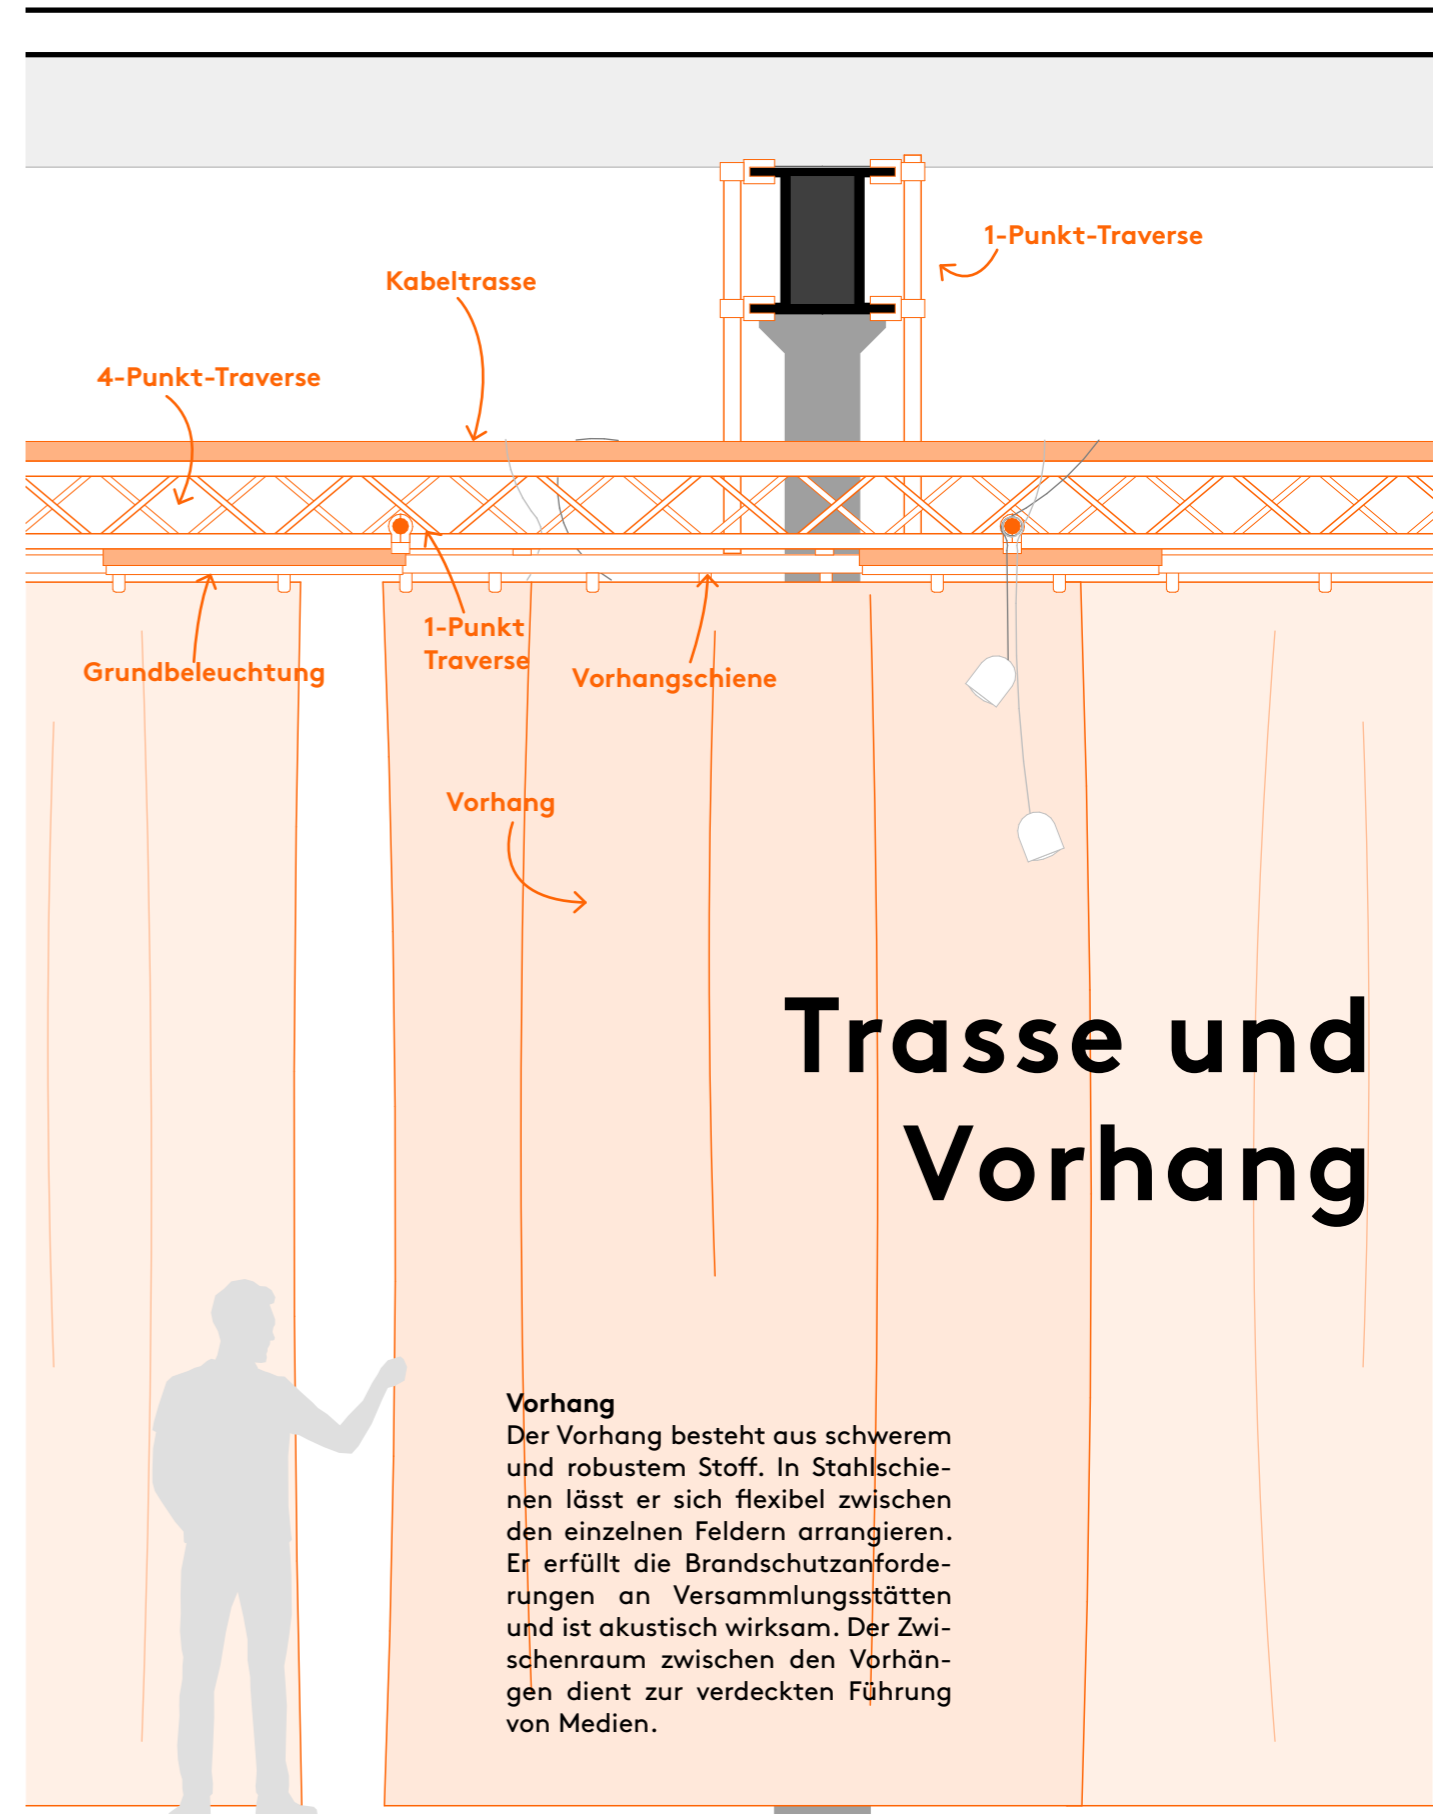 1-Punkt-Traverse
Kabeltrasse
4-Punkt-Traverse
1-Punkt
Traverse
Grundbeleuchtung
Vorhangschiene
Vorhang
Trasse und
Vorhang
Vorhang
Der Vorhang besteht aus schwerem
und robustem Stoff. In Stahlschie-
nen lässt er sich flexibel zwischen
den einzelnen Feldern arrangieren.
Er erfüllt die Brandschutzanforde-
rungen an Versammlungsstätten
und ist akustisch wirksam. Der Zwi-
schenraum zwischen den Vorhän-
gen dient zur verdeckten Führung
von Medien.